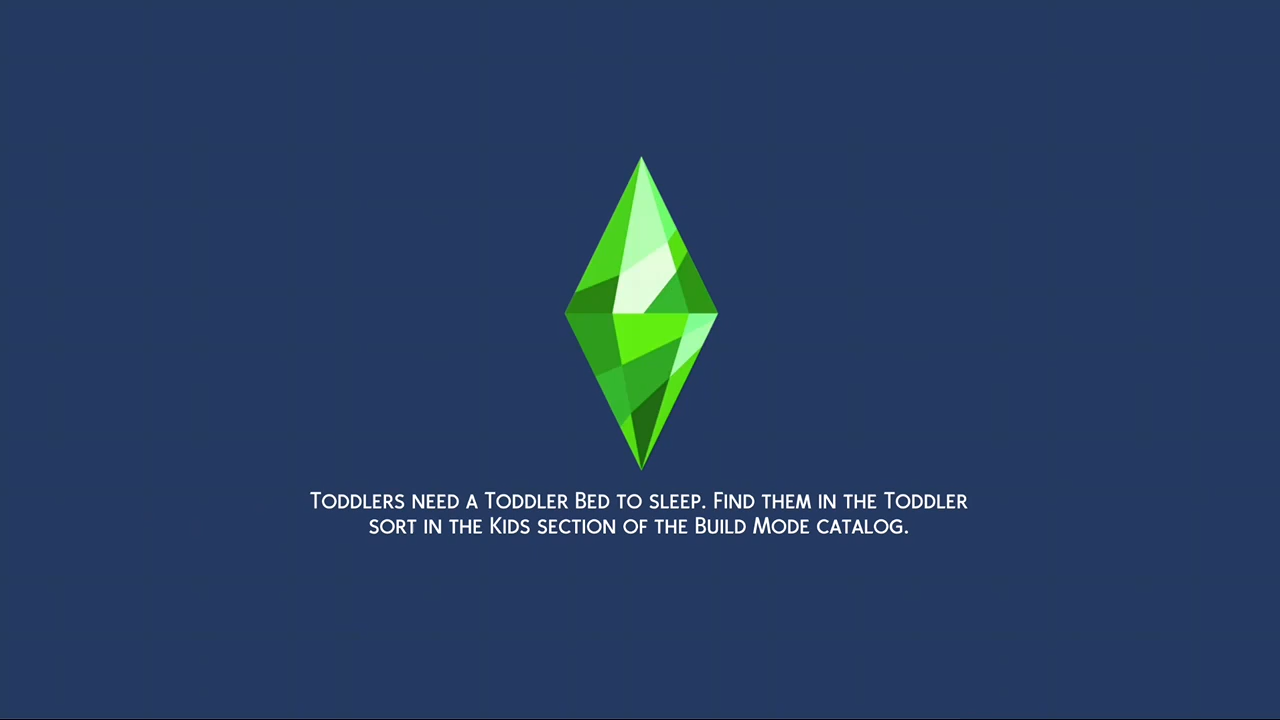 Toddlers need a Toddler Bed to sleep. Find them in the Toddler
sort in the Kids section of the Build Mode catalog.